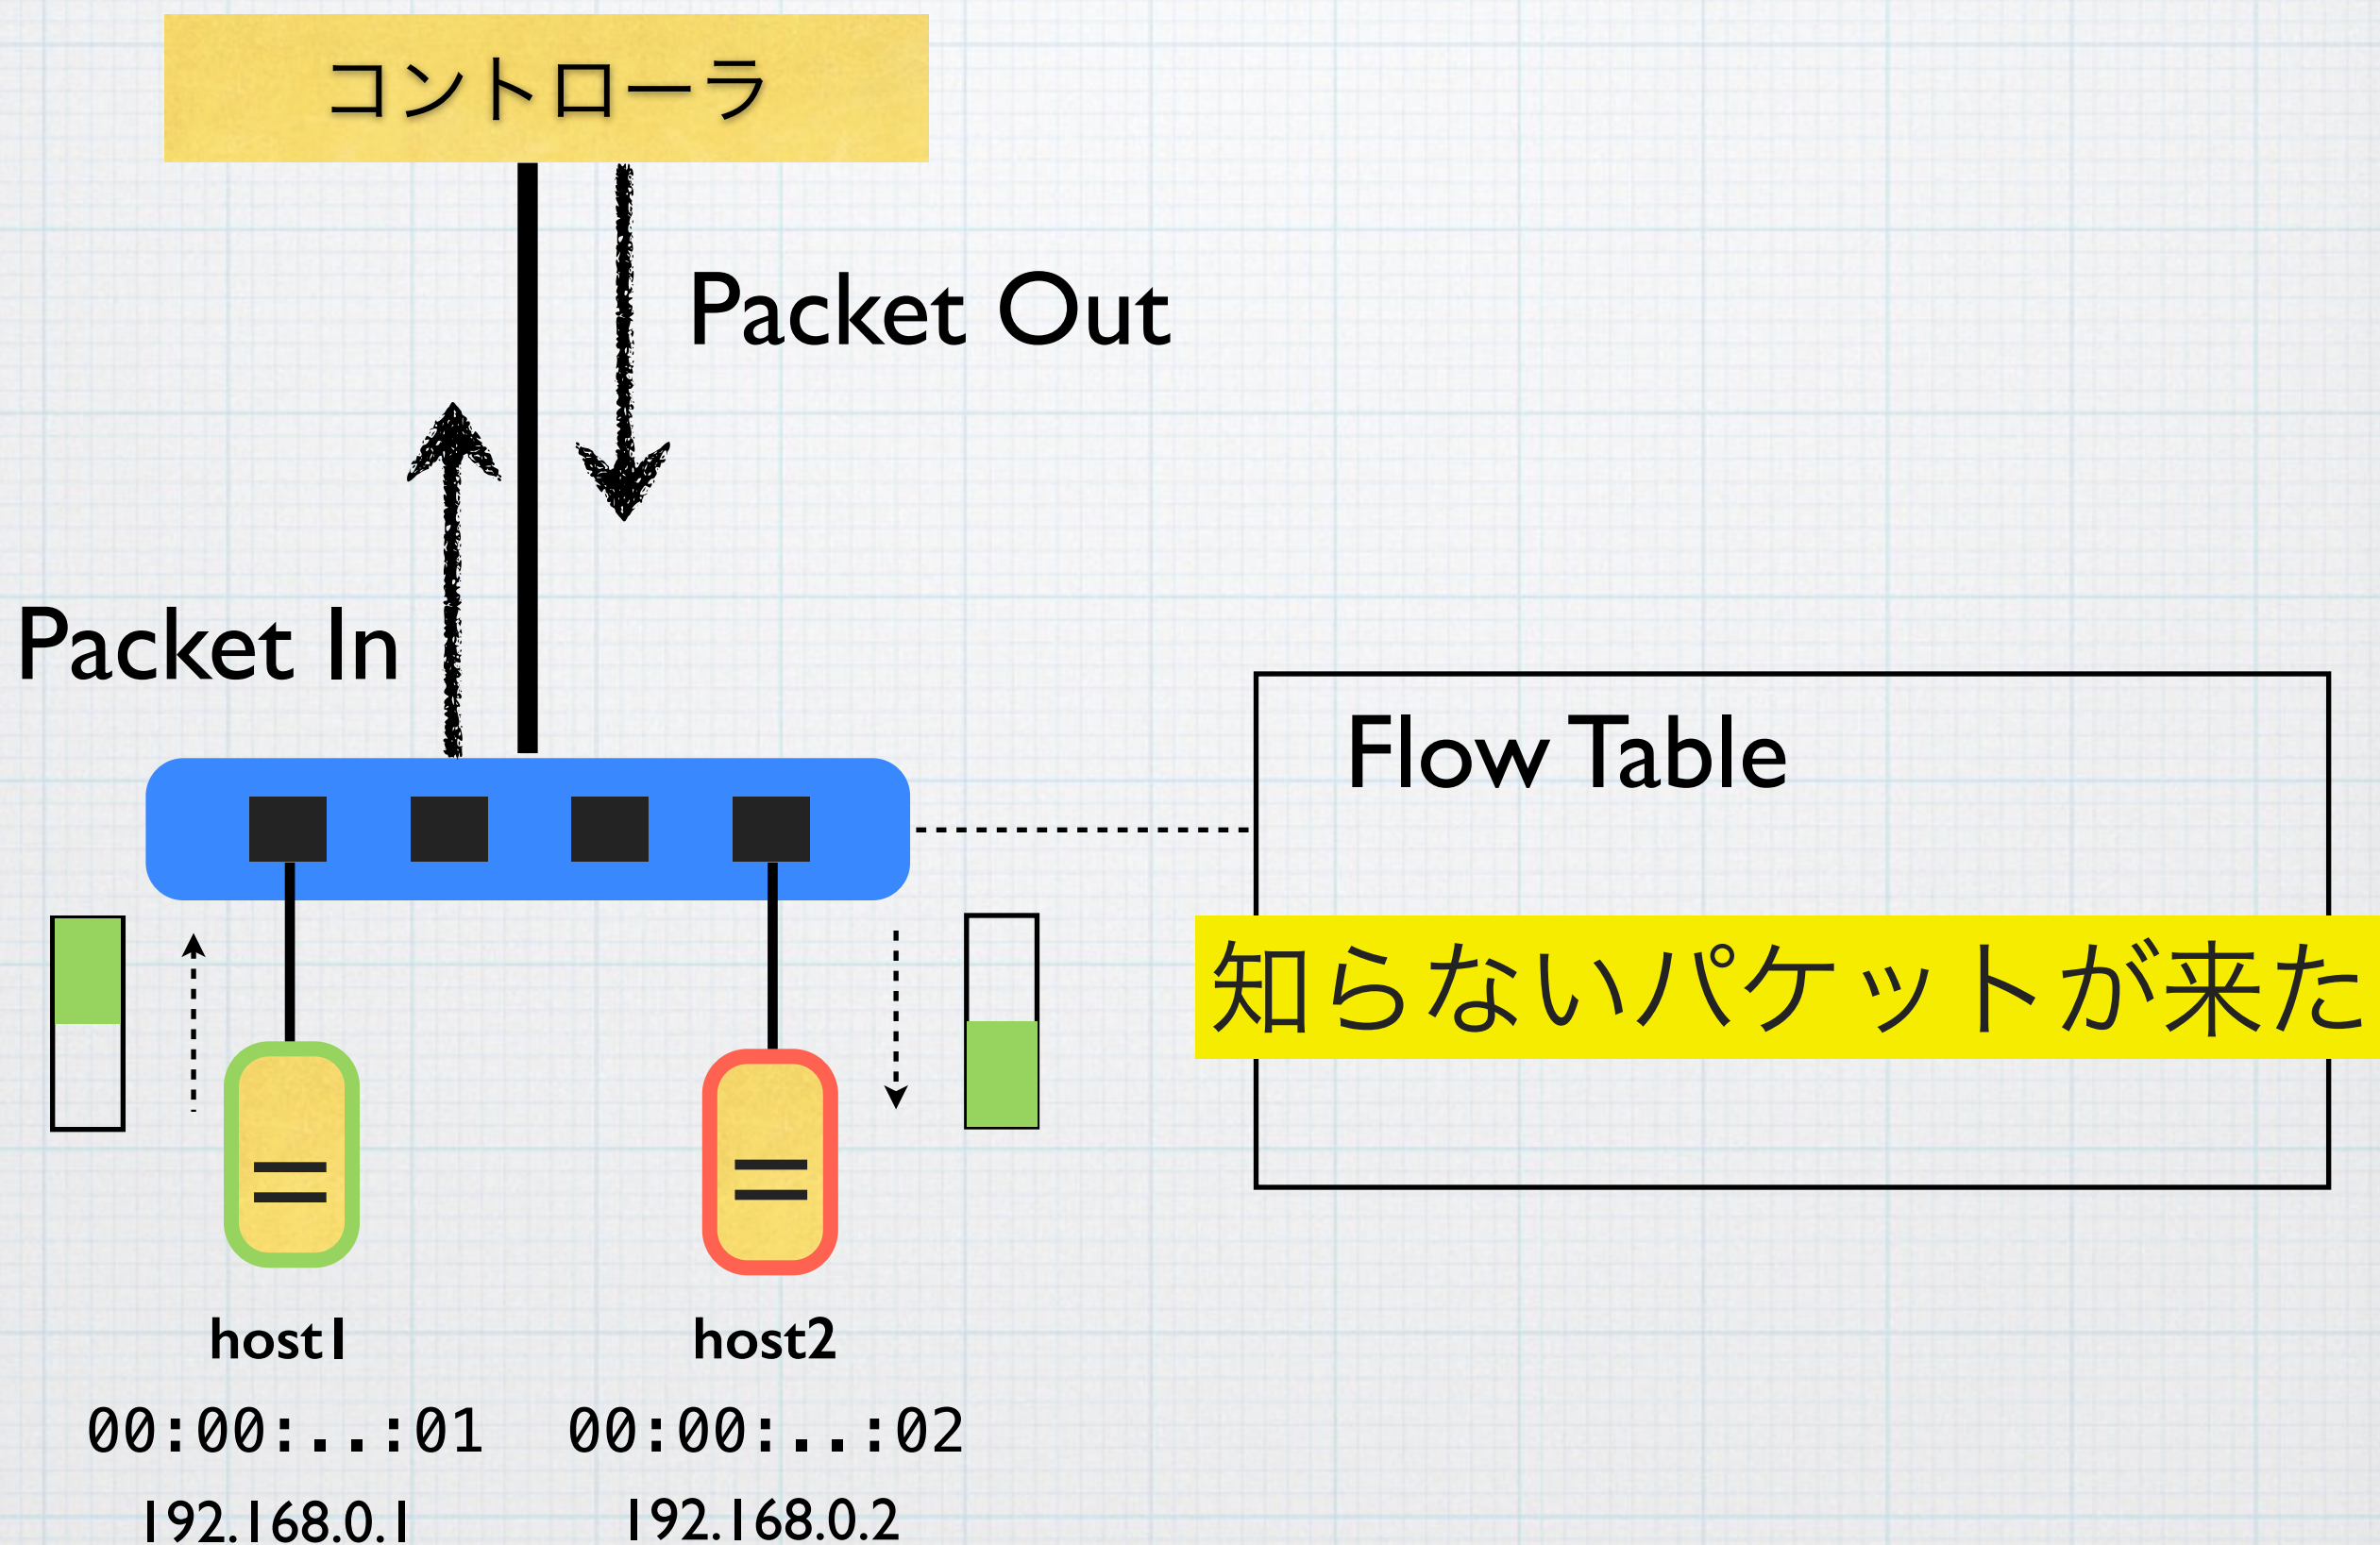 コントローラ
Packet Out
Packet In
Flow Table
知らないパケットが来た
host1
host2
00:00:..:01
00:00:..:02
192.168.0.1
192.168.0.2